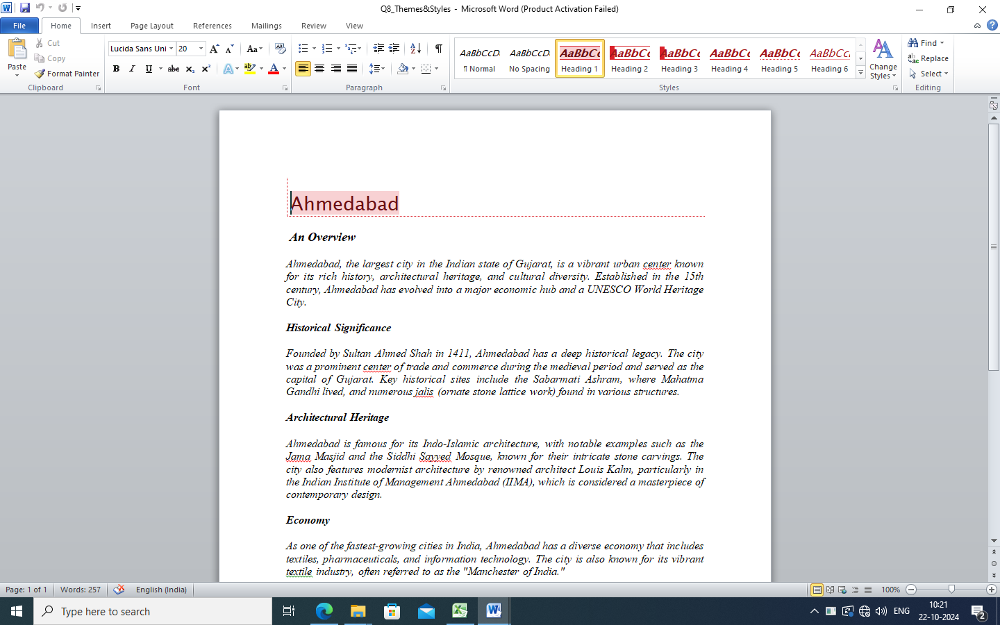 Q8_Themes&Styles - Microsoft Word (Product Activation Failed)
File Home Insert Page Layout References Mailings Review View
Paste
Cut
Copy
Format Painter
Clipboard
Lucida Sans Uni 20
Font
Paragraph
AaBbCcD AaBbCcD AaBbCc AaBbCc AaBbCc AaBbCc AaBbCc AaBbCc
¶ Normal No Spacing Heading 1 Heading 2 Heading 3 Heading 4 Heading 5 Heading 6
Styles
Change Styles
Find
Replace
Select
Editing
Ahmedabad
An Overview
Ahmedabad, the largest city in the Indian state of Gujarat, is a vibrant urban center known
for its rich history, architectural heritage, and cultural diversity. Established in the 15th
century, Ahmedabad has evolved into a major economic hub and a UNESCO World Heritage
City.
Historical Significance
Founded by Sultan Ahmed Shah in 1411, Ahmedabad has a deep historical legacy. The city
was a prominent center of trade and commerce during the medieval period and served as the
capital of Gujarat. Key historical sites include the Sabarmati Ashram, where Mahatma
Gandhi lived, and numerous jalis (ornate stone lattice work) found in various structures.
Architectural Heritage
Ahmedabad is famous for its Indo-Islamic architecture, with notable examples such as the
Jama Masjid and the Siddhi Sayyed Mosque, known for their intricate stone carvings. The
city also features modernist architecture by renowned architect Louis Kahn, particularly in
the Indian Institute of Management Ahmedabad (IIMA), which is considered a masterpiece of
contemporary design.
Economy
As one of the fastest-growing cities in India, Ahmedabad has a diverse economy that includes
textiles, pharmaceuticals, and information technology. The city is also known for its vibrant
textile industry, often referred to as the "Manchester of India."
Page: 1 of 1 Words: 257 English (India) 100%
Type here to search
ENG
10:21
22-10-2024
2